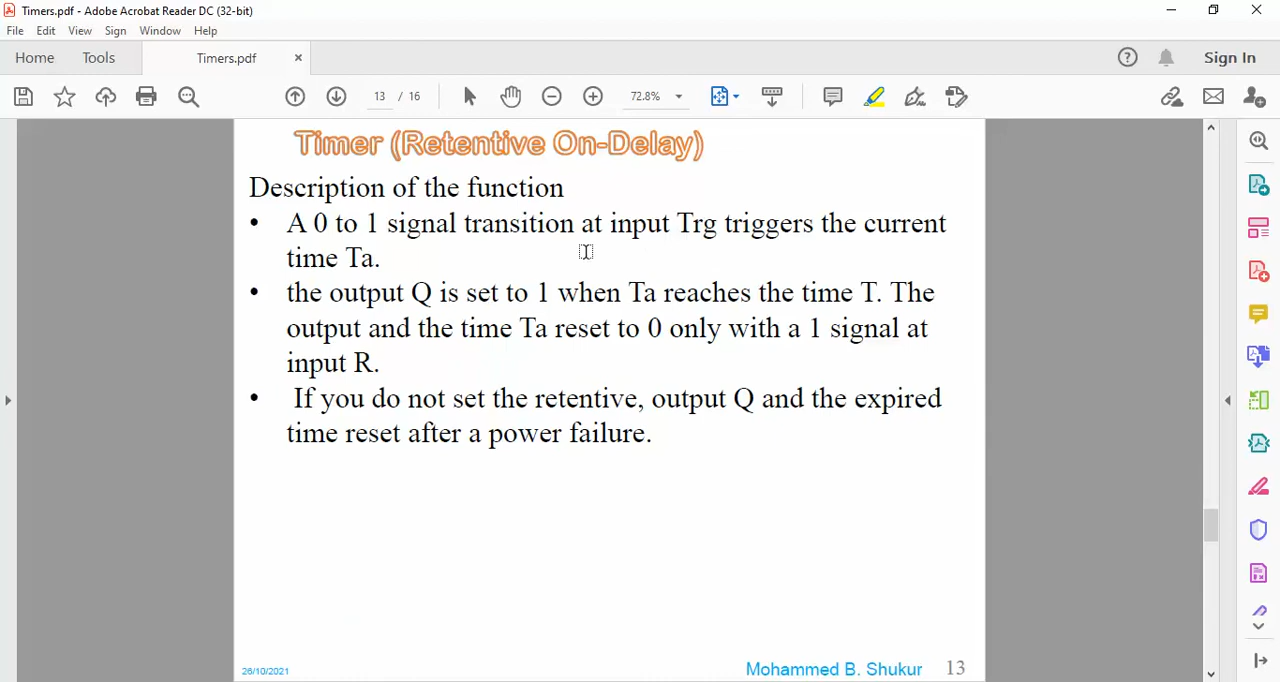 Timers.pdf - Adobe Acrobat Reader DC (32-bit)
File Edit View Sign Window Help
Home Tools Timers.pdf × Sign In
13 / 16 72.8%
Timer (Retentive On-Delay)
Description of the function
• A 0 to 1 signal transition at input Trg triggers the current
time Ta.
• the output Q is set to 1 when Ta reaches the time T. The
output and the time Ta reset to 0 only with a 1 signal at
input R.
• If you do not set the retentive, output Q and the expired
time reset after a power failure.
26/10/2021 Mohammed B. Shukur 13